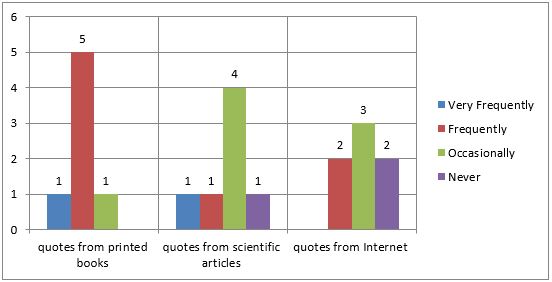 6
5
4
3
2
1
0
1
5
1
1
1
4
1
2
3
2
quotes from printed
books
quotes from scientific
articles
quotes from Internet
Very Frequently
Frequently
Occasionally
Never